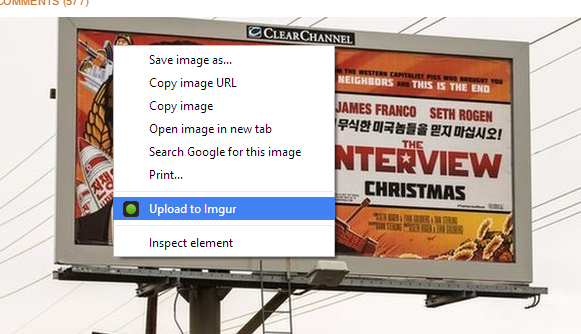 COMMENTS (577)
CLEARCHANNEL
Save image as...
Copy image URL
Copy image
Open image in new tab
Search Google for this image
Print...
Upload to Imgur
Inspect element
THE WESTERN CAPITALIST PIGS WHO BROUGHT YOU
NEIGHBORS AND THIS IS THE END
JAMES FRANCO SETH ROGEN
무식한 미국놈들을 믿지 마십시오!
THE
NTERVIEW
CHRISTMAS